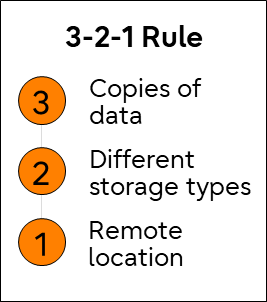 3-2-1 Rule
3
Copies of
data
2
Different
storage types
1
Remote
location